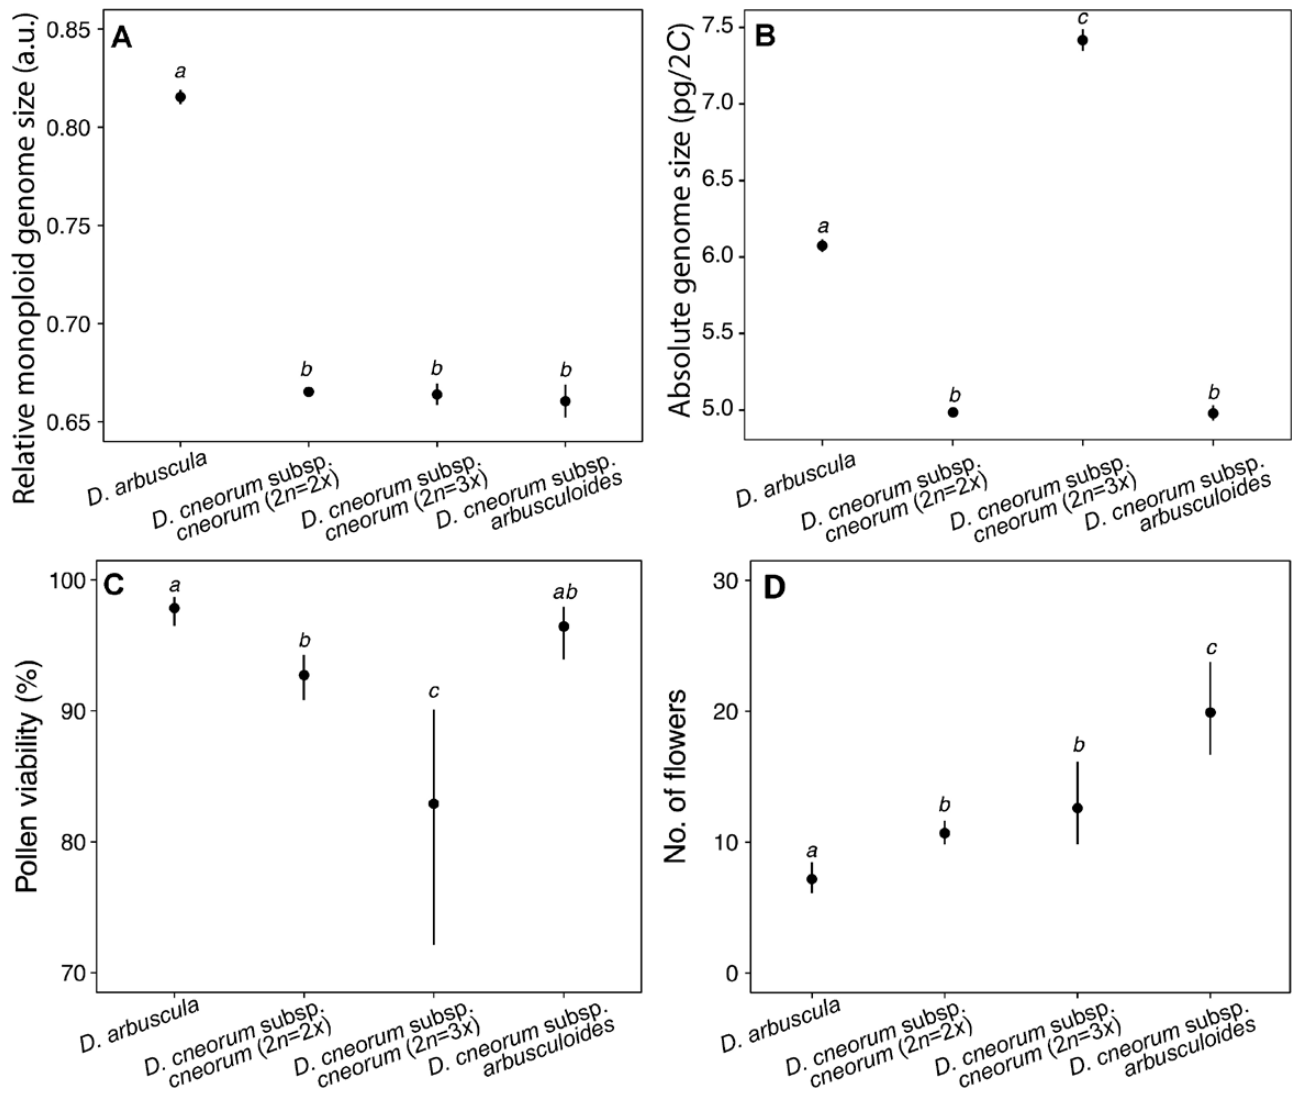 A
Relative monoploid genome size (a.u.)
0.85
0.80
0.75
0.70
0.65
a
b
b
b
D. arbuscula
D. cneorum subsp.
cneorum (2n=2x)
D. cneorum subsp.
cneorum (2n=3x)
D. cneorum subsp.
arbusculoides
B
Absolute genome size (pg/2C)
7.5
7.0
6.5
6.0
5.5
5.0
a
b
c
b
D. arbuscula
D. cneorum subsp.
cneorum (2n=2x)
D. cneorum subsp.
cneorum (2n=3x)
D. cneorum subsp.
arbusculoides
C
Pollen viability (%)
100
90
80
70
a
b
c
ab
D. arbuscula
D. cneorum subsp.
cneorum (2n=2x)
D. cneorum subsp.
cneorum (2n=3x)
D. cneorum subsp.
arbusculoides
D
No. of flowers
30
20
10
0
a
b
b
c
D. arbuscula
D. cneorum subsp.
cneorum (2n=2x)
D. cneorum subsp.
cneorum (2n=3x)
D. cneorum subsp.
arbusculoides